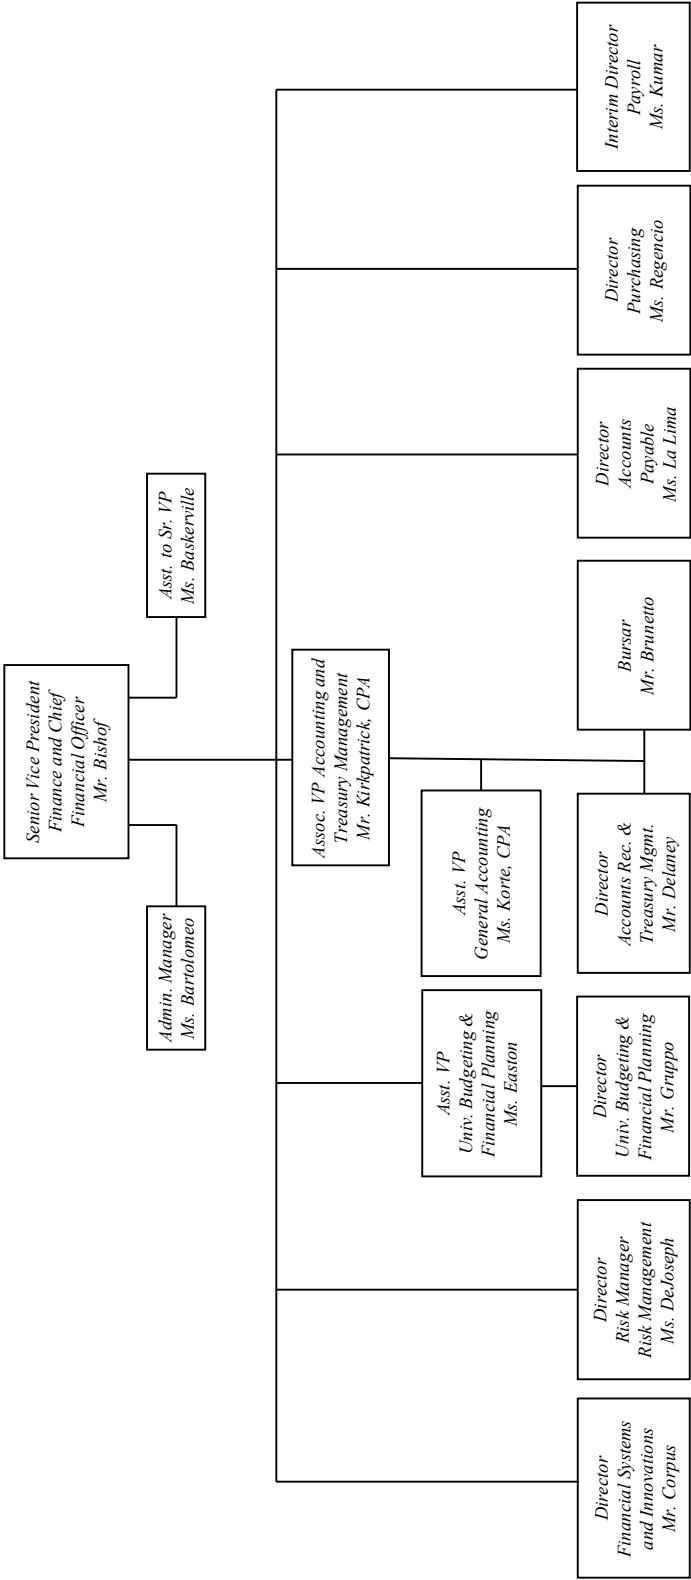 Senior Vice President
Finance and Chief
Financial Officer
Mr. Bishof
Admin. Manager
Ms. Bartolomeo
Asst. to Sr. VP
Ms. Baskerville
Assoc. VP Accounting and
Treasury Management
Mr. Kirkpatrick, CPA
Asst. VP
Univ. Budgeting &
Financial Planning
Ms. Easton
Asst. VP
General Accounting
Ms. Korte, CPA
Director
Financial Systems
and Innovations
Mr. Corpus
Director
Risk Manager
Risk Management
Ms. DeJoseph
Director
Univ. Budgeting &
Financial Planning
Mr. Gruppo
Director
Accounts Rec. &
Treasury Mgmt.
Mr. Delaney
Bursar
Mr. Brunetto
Director
Accounts
Payable
Ms. La Lima
Director
Purchasing
Ms. Regencio
Interim Director
Payroll
Ms. Kumar